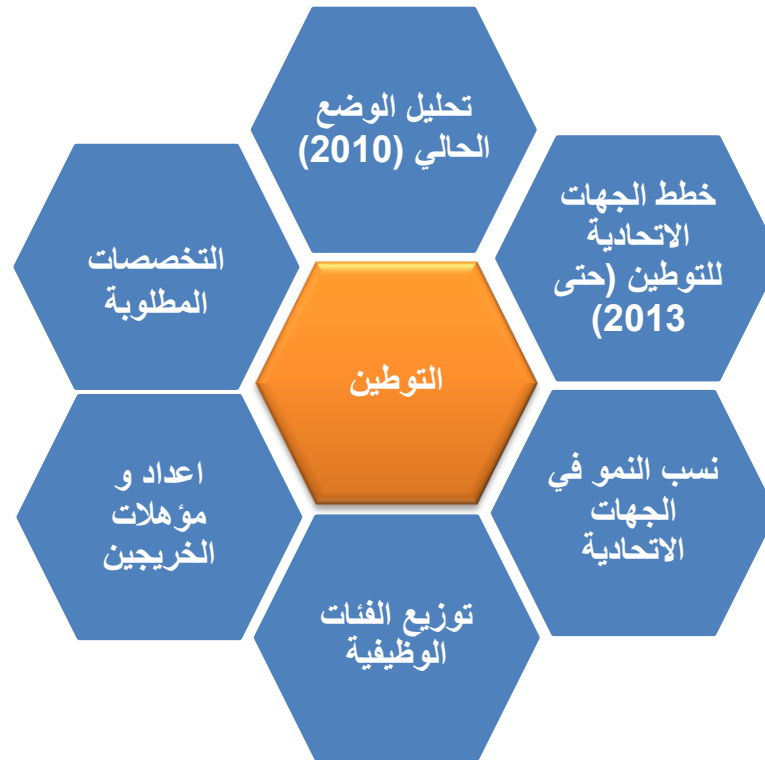 تحليل الوضع
الحالي (2010)
خطط الجهات
الاتحادية
للتوطين (حتى
2013)
التخصصات
المطلوبة
التوطين
نسب النمو في
الجهات
الاتحادية
اعداد و
مؤهلات
الخريجين
توزيع الفئات
الوظيفية